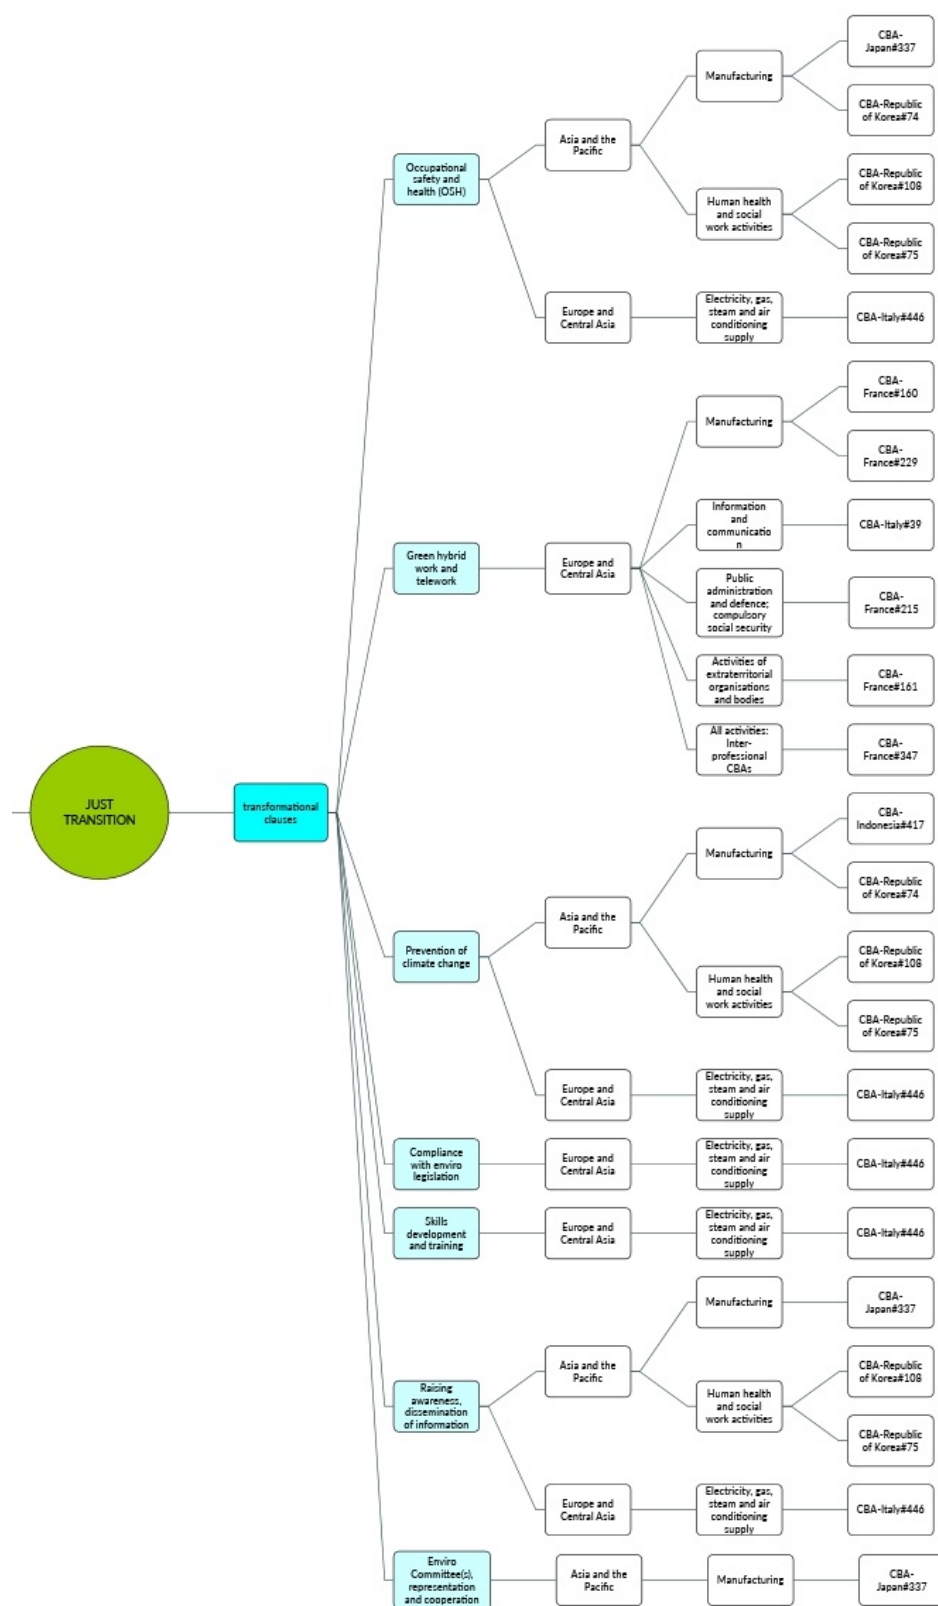 JUST
TRANSITION
transformational
clauses
Occupational
safety and
health (OSH)
Asia and the
Pacific
Manufacturing
CBA-
Japan#337
CBA-Republic
of Korea#74
Human health
and social
work activities
CBA-Republic
of Korea#108
CBA-Republic
of Korea#75
Europe and
Central Asia
Electricity, gas,
steam and air
conditioning
supply
CBA-Italy#446
Green hybrid
work and
telework
Europe and
Central Asia
Manufacturing
CBA-
France#160
CBA-
France#229
Information
and
communicatio
n
CBA-Italy#39
Public
administration
and defence;
compulsory
social security
CBA-
France#215
Activities of
extraterritorial
organisations
and bodies
CBA-
France#161
All activities:
Inter-
professional
CBAs
CBA-
France#347
Prevention of
climate change
Asia and the
Pacific
Manufacturing
CBA-
Indonesia#417
CBA-Republic
of Korea#74
Human health
and social
work activities
CBA-Republic
of Korea#108
CBA-Republic
of Korea#75
Europe and
Central Asia
Electricity, gas,
steam and air
conditioning
supply
CBA-Italy#446
Compliance
with enviro
legislation
Europe and
Central Asia
Electricity, gas,
steam and air
conditioning
supply
CBA-Italy#446
Skills
development
and training
Europe and
Central Asia
Electricity, gas,
steam and air
conditioning
supply
CBA-Italy#446
Raising
awareness,
dissemination
of information
Asia and the
Pacific
Manufacturing
CBA-
Japan#337
Human health
and social
work activities
CBA-Republic
of Korea#108
CBA-Republic
of Korea#75
Europe and
Central Asia
Electricity, gas,
steam and air
conditioning
supply
CBA-Italy#446
Enviro
Committee(s),
representation
and cooperation
Asia and the
Pacific
Manufacturing
CBA-
Japan#337